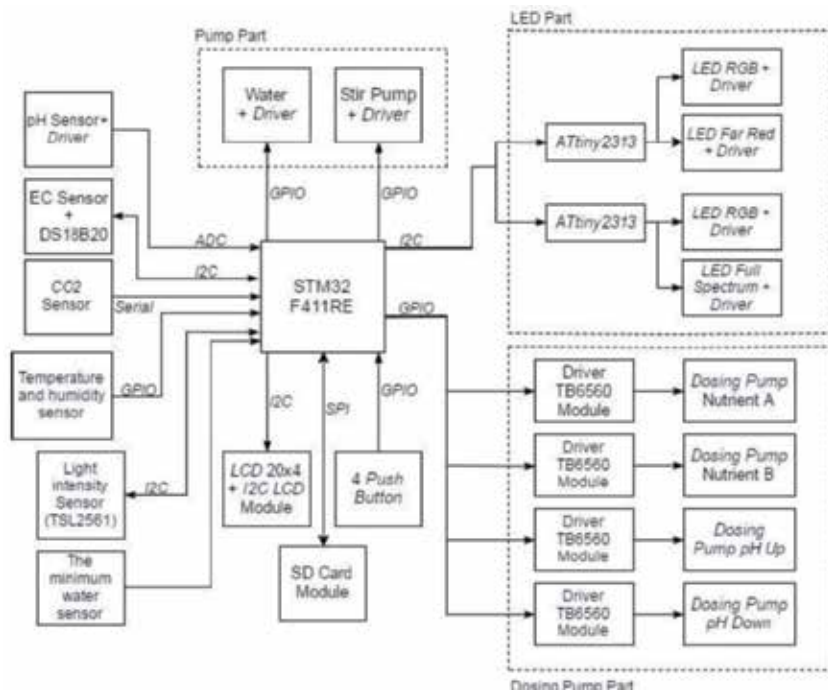 LED Part
Pump Part
Water
+ Driver
Stir Pump
+ Driver
LED RGB +
Driver
pH Sensor+
Driver
ATtiny2313
LED Far Red
+ Driver
EC Sensor
+
DS18B20
GPIO
GPIO
ADC
I2C
I2C
ATtiny2313
LED RGB +
Driver
CO2
Sensor
Serial
STM32
F411RE
GPIO
LED Full
Spectrum +
Driver
Temperature
and humidity
sensor
GPIO
I2C
SPI
GPIO
Driver
TB6560
Module
Dosing Pump
Nutrient A
Light
intensity
Sensor
(TSL2561)
I2C
LCD 20x4
+ I2C LCD
Module
4 Push
Button
Driver
TB6560
Module
Dosing Pump
Nutrient B
The
minimum
water
sensor
SD Card
Module
Driver
TB6560
Module
Dosing
Pump pH Up
Driver
TB6560
Module
Dosing Pump
pH Down
Dosing Pump Part